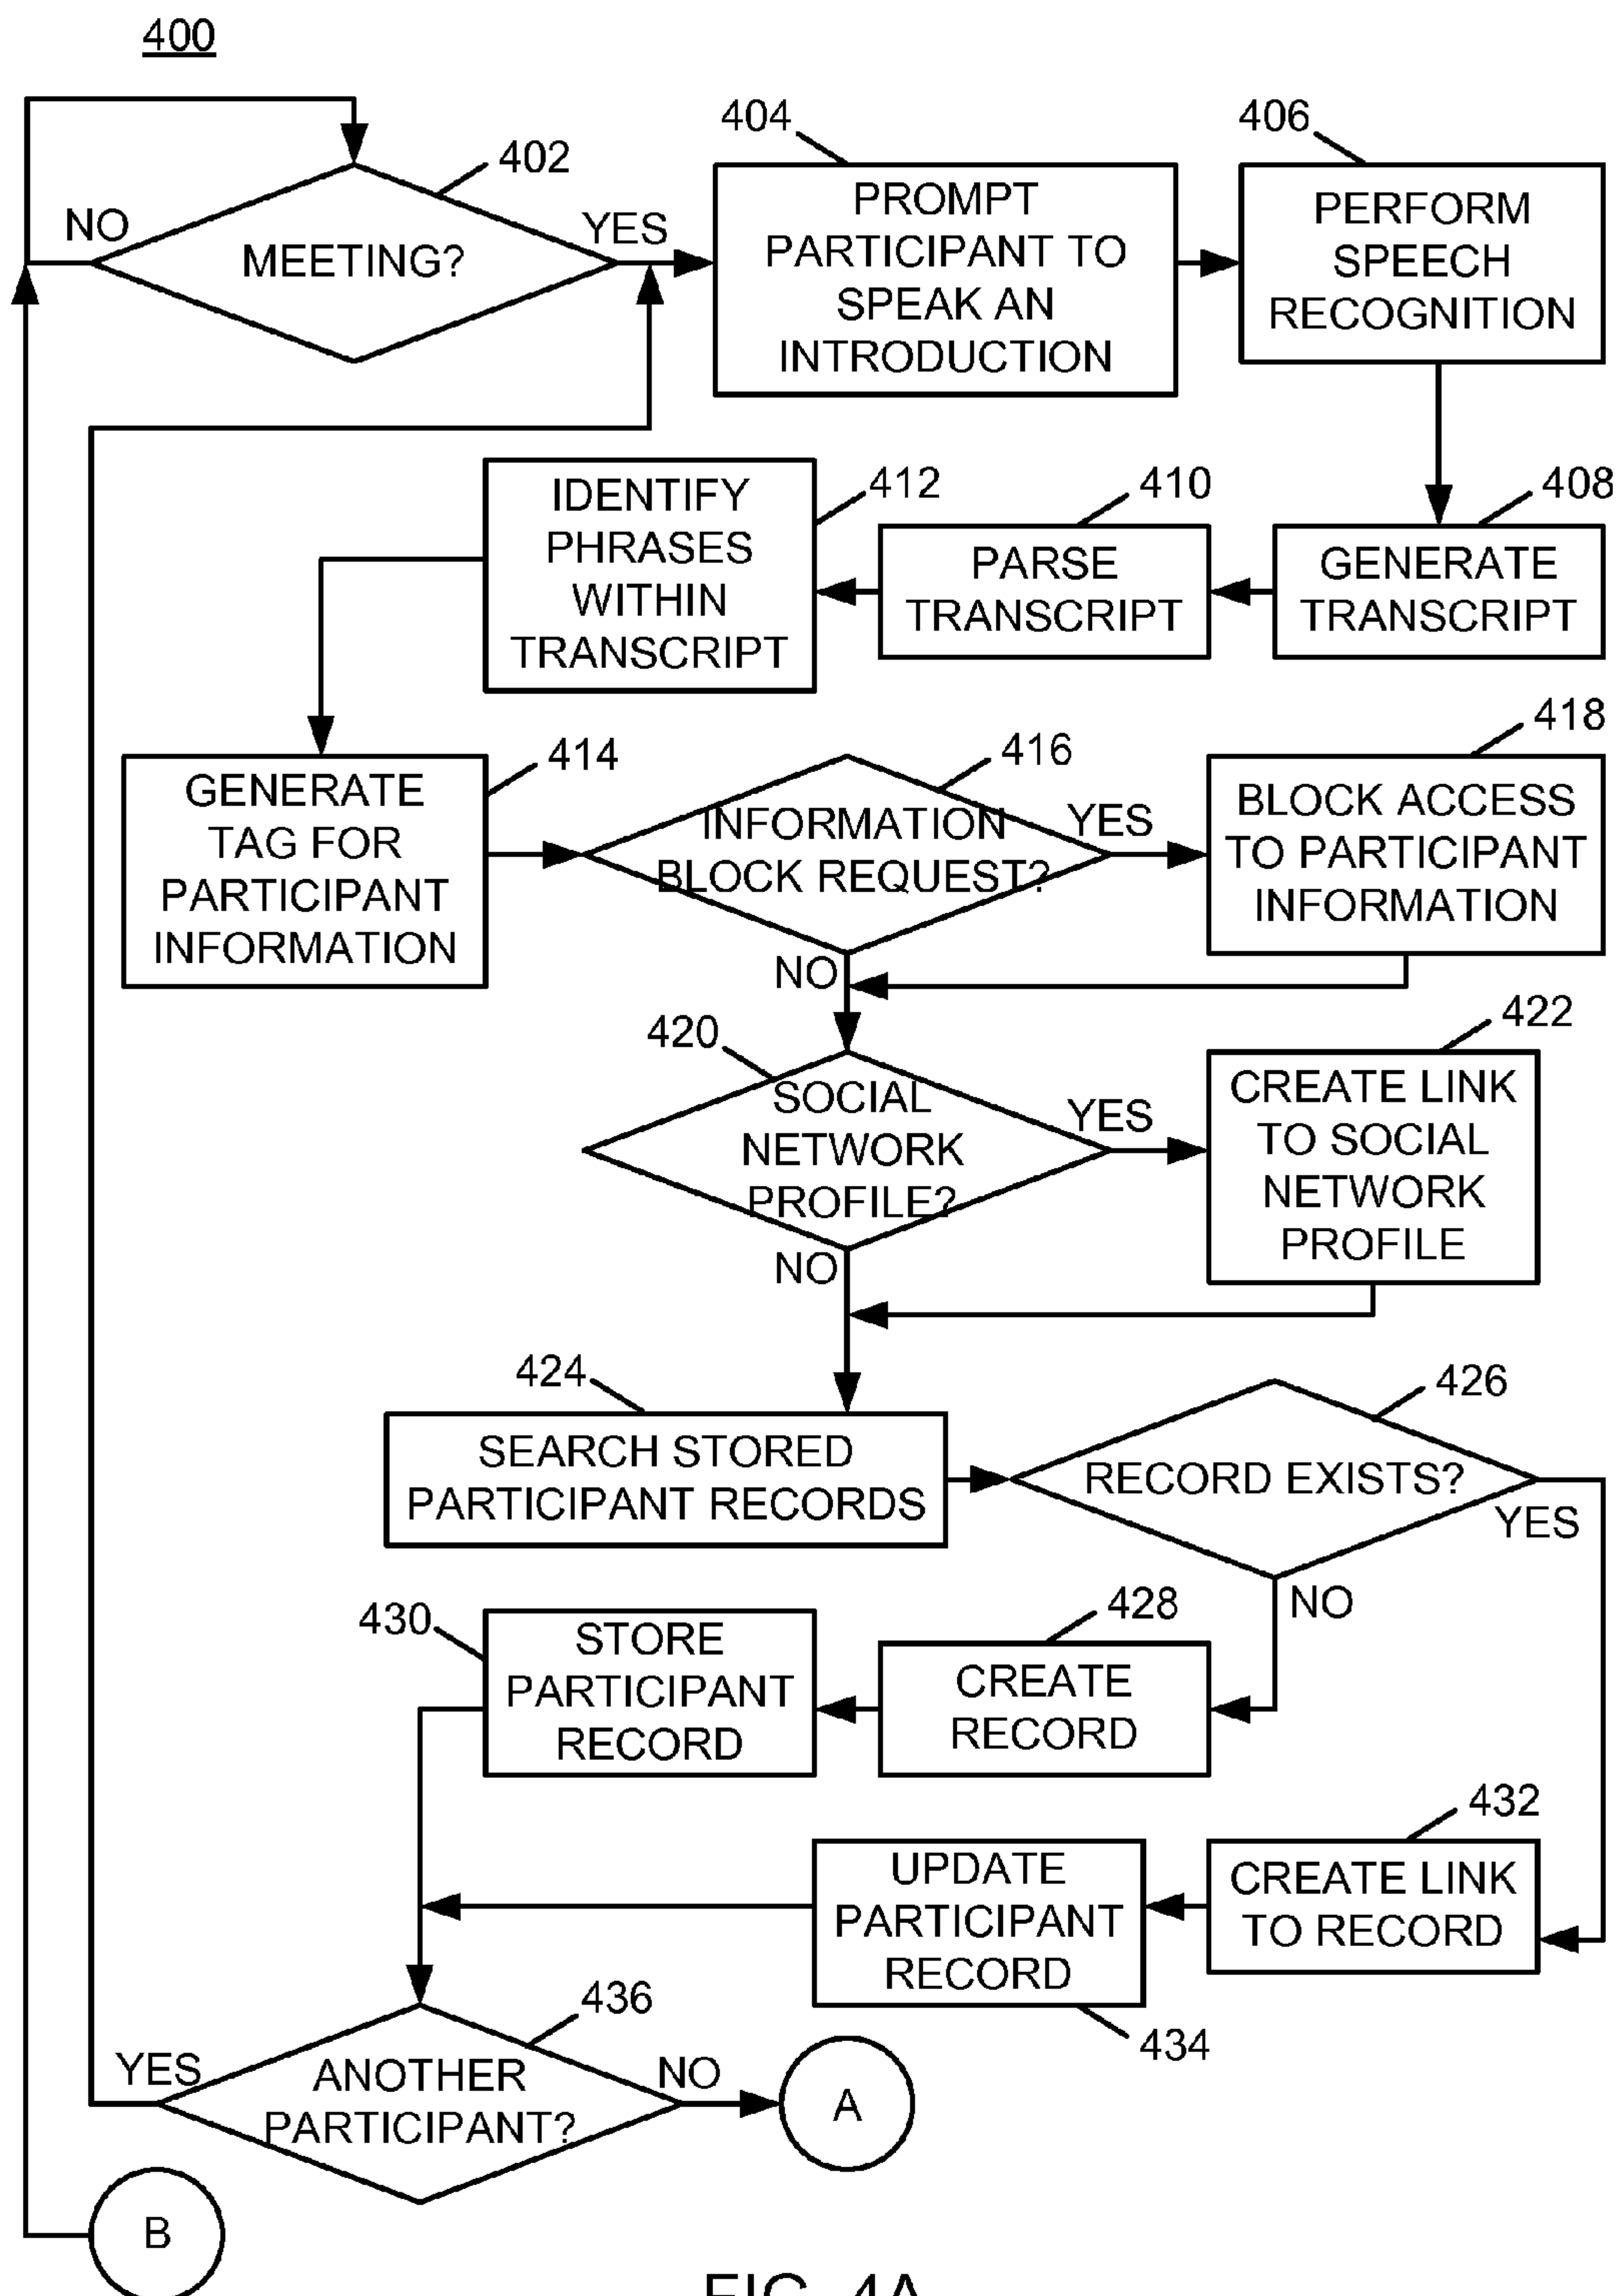 400
402
NO
YES
MEETING?
404
PROMPT
PARTICIPANT TO
SPEAK AN
INTRODUCTION
406
PERFORM
SPEECH
RECOGNITION
408
GENERATE
TRANSCRIPT
410
PARSE
TRANSCRIPT
412
IDENTIFY
PHRASES
WITHIN
TRANSCRIPT
414
GENERATE
TAG FOR
PARTICIPANT
INFORMATION
416
INFORMATION
BLOCK REQUEST?
YES
NO
418
BLOCK ACCESS
TO PARTICIPANT
INFORMATION
420
SOCIAL
NETWORK
PROFILE?
YES
NO
422
CREATE LINK
TO SOCIAL
NETWORK
PROFILE
424
SEARCH STORED
PARTICIPANT RECORDS
426
RECORD EXISTS?
YES
NO
428
CREATE
RECORD
430
STORE
PARTICIPANT
RECORD
432
CREATE LINK
TO RECORD
434
UPDATE
PARTICIPANT
RECORD
436
YES
ANOTHER
PARTICIPANT?
NO
A
B
FIG. 4A